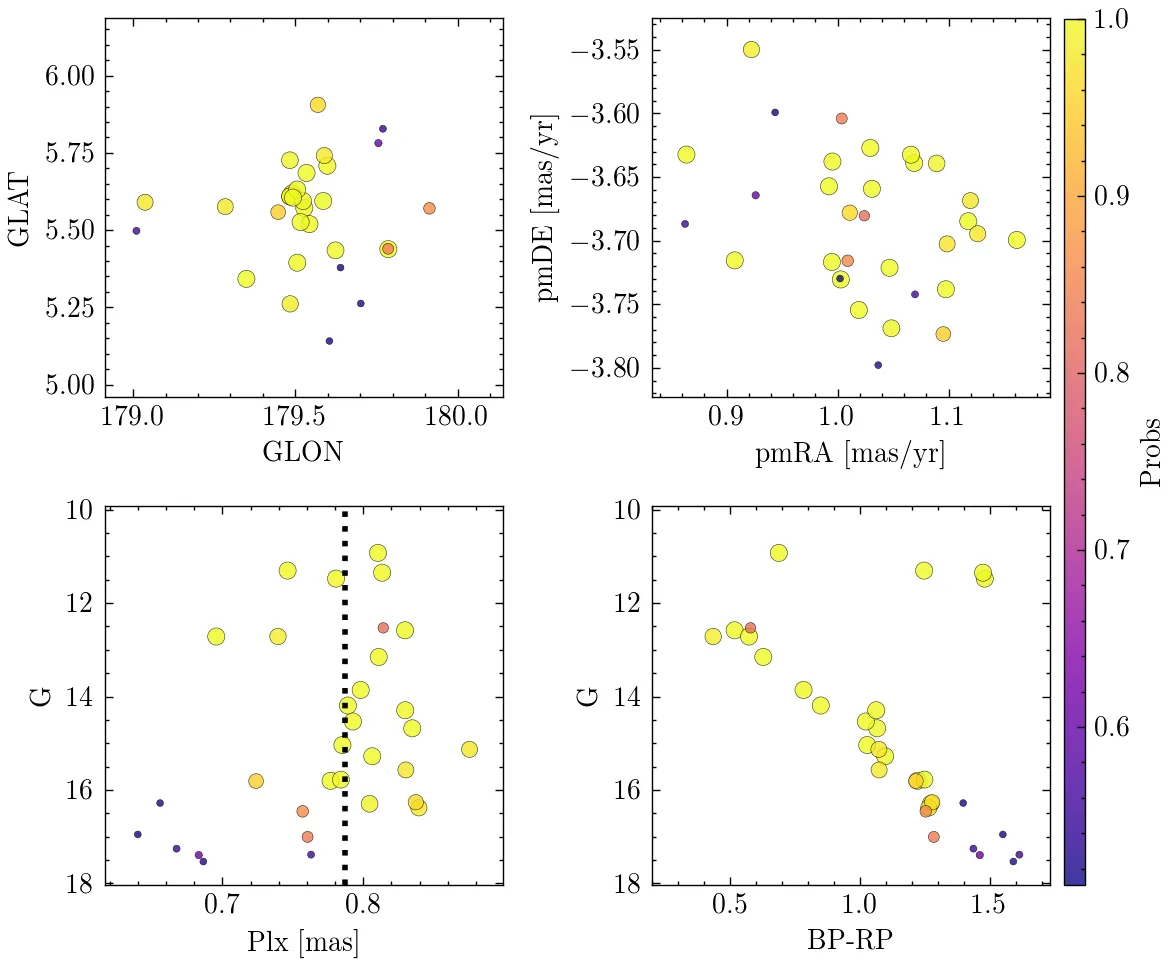 6.00
5.75
5.50
5.25
5.00
GLAT
179.0 179.5 180.0
GLON
−3.55
−3.60
−3.65
−3.70
−3.75
−3.80
pmDE [mas/yr]
0.9 1.0 1.1
pmRA [mas/yr]
1.0
0.9
0.8
0.7
0.6
Probs
10
12
14
16
18
G
0.7 0.8
Plx [mas]
10
12
14
16
18
G
0.5 1.0 1.5
BP-RP